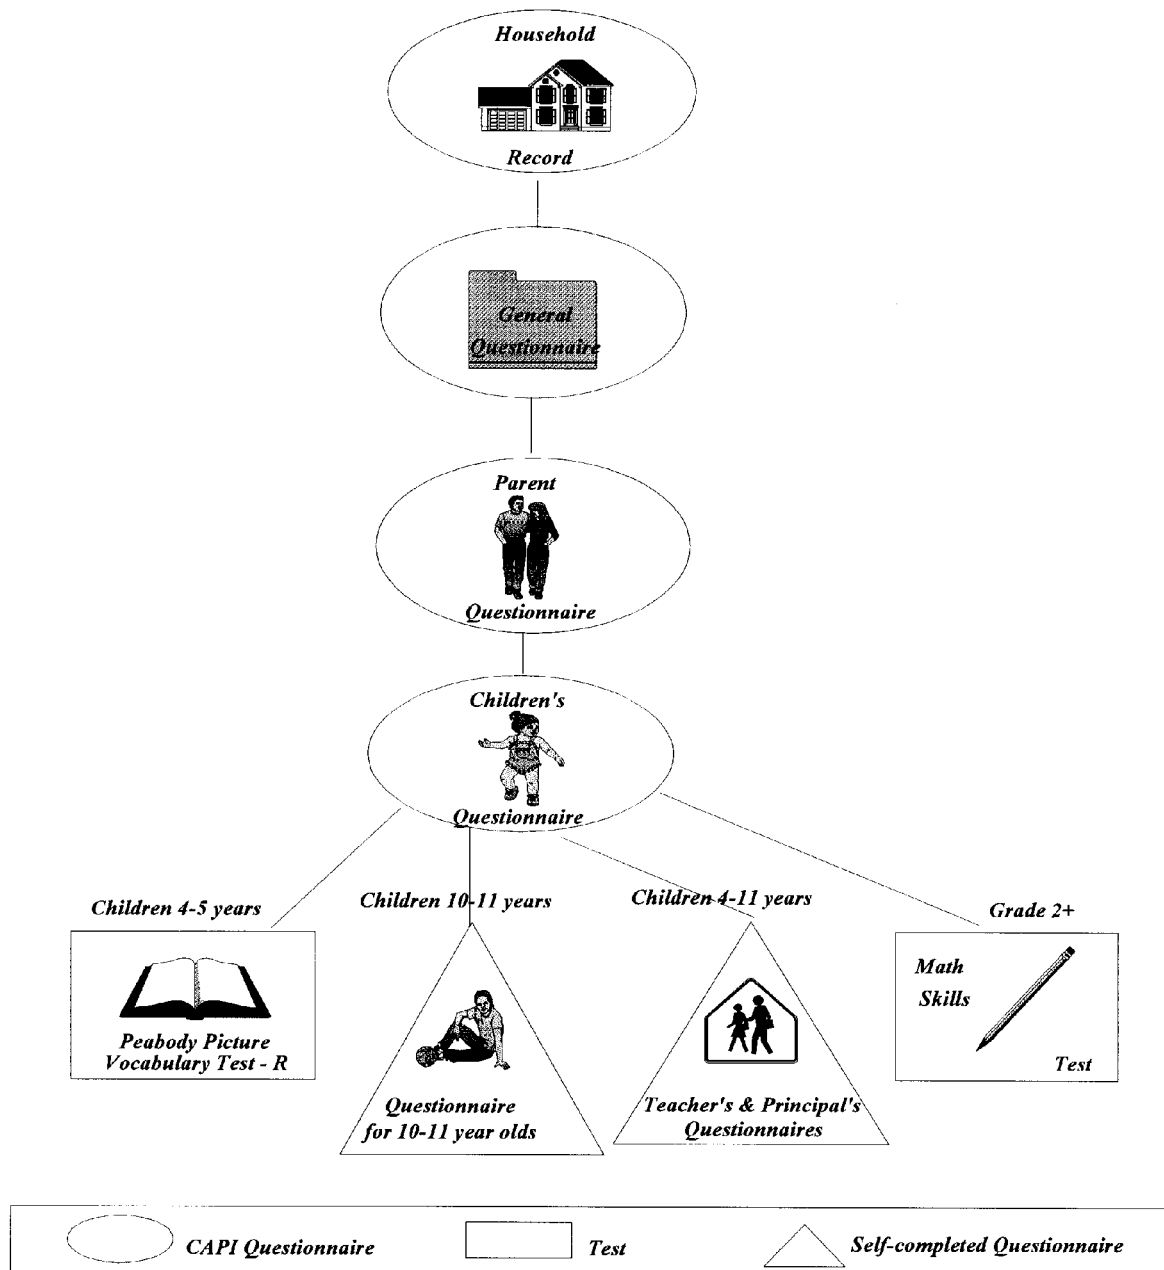 Household
Record
General
Questionnaire
Parent
Questionnaire
Children's
Questionnaire
Children 4-5 years
Children 10-11 years
Children 4-11 years
Grade 2+
Peabody Picture
Vocabulary Test - R
Questionnaire
for 10-11 year olds
Teacher's & Principal's
Questionnaires
Math
Skills
Test
CAPI Questionnaire
Test
Self-completed Questionnaire